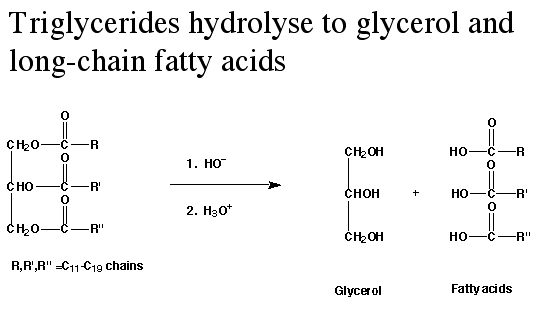 Triglycerides hydrolyse to glycerol and
long-chain fatty acids
O
CH₂O—C—R
O
CHO—C—R'
O
CH₂O—C—R"
R,R',R" =C₁₁-C₁₉ chains
1. HO⁻
2. H₃O⁺
CH₂OH
CHOH
CH₂OH
Glycerol
+
O
HO—C—R
O
HO—C—R'
O
HO—C—R"
Fatty acids